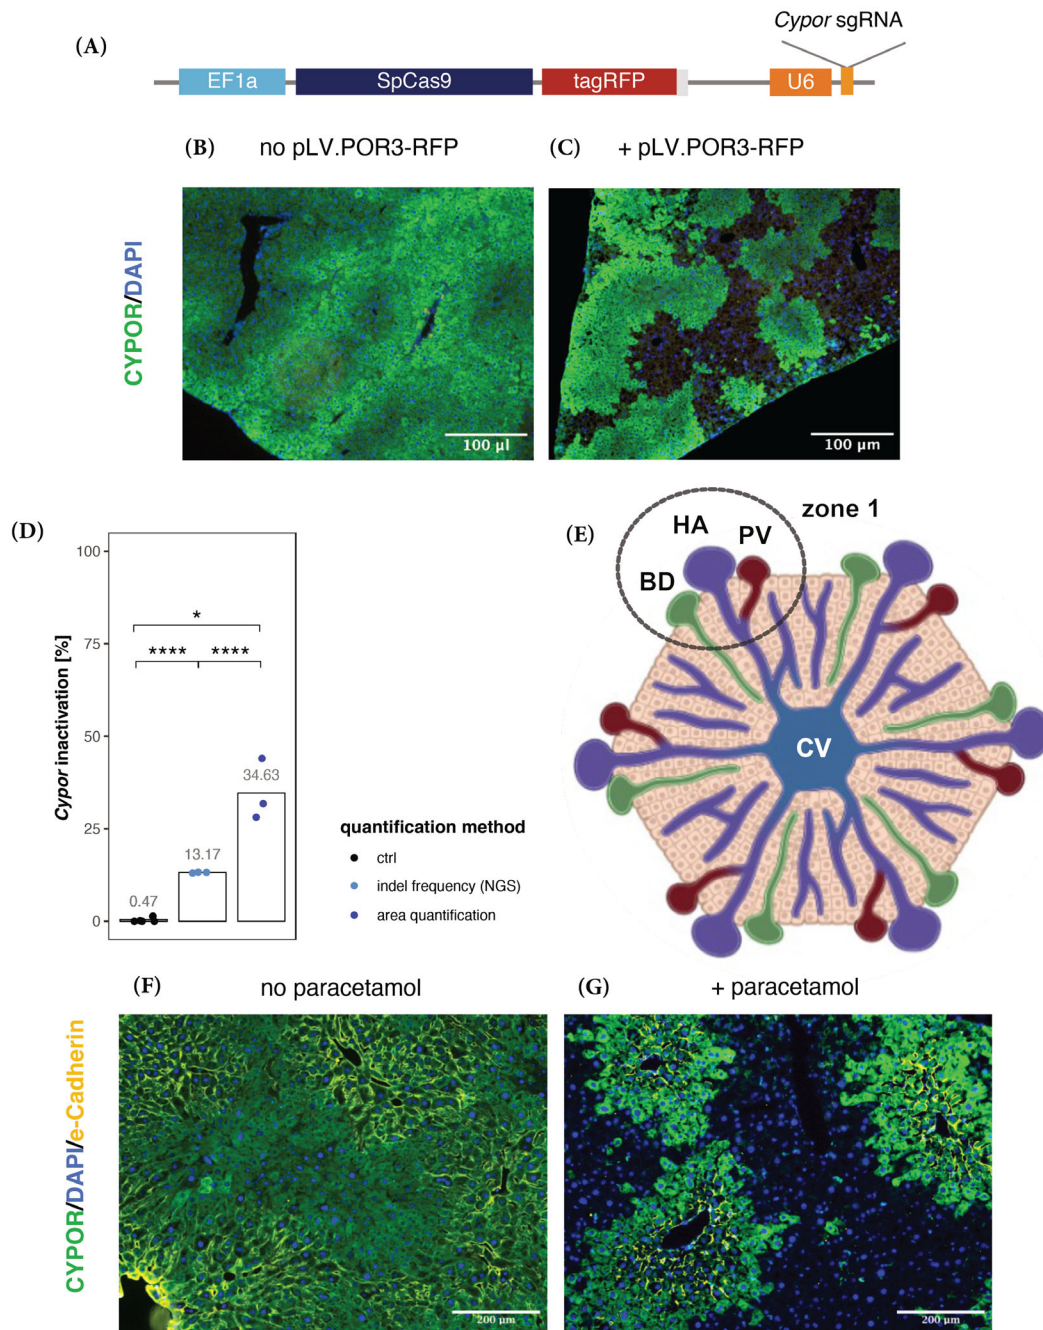 Cypor sgRNA
(A)
EF1a
SpCas9
tagRFP
U6
(B) no pLV.POR3-RFP
(C) + pLV.POR3-RFP
CYPOR/DAPI
100 µl
100 µm
(D)
Cypor inactivation [%]
100
75
50
25
0
*
**** ****
0.47
13.17
34.63
quantification method
ctrl
indel frequency (NGS)
area quantification
(E)
zone 1
HA
PV
BD
CV
(F) no paracetamol
(G) + paracetamol
CYPOR/DAPI/e-Cadherin
200 µm
200 µm